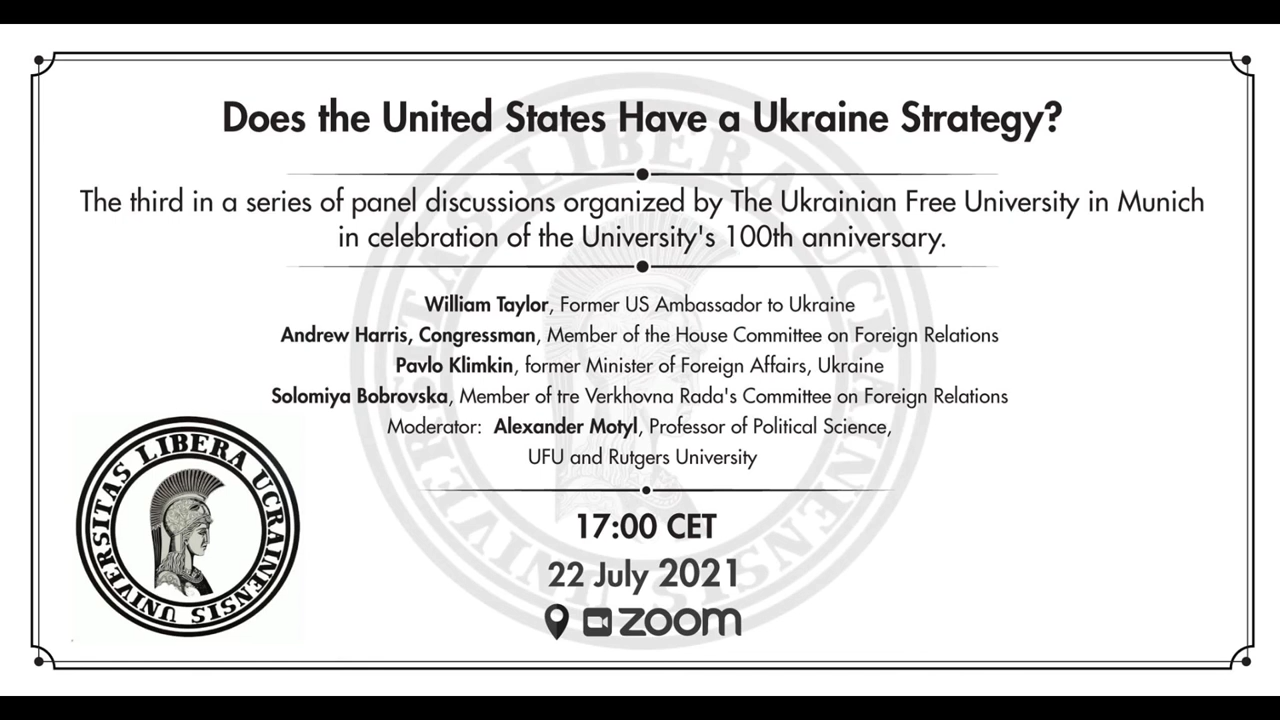 Does the United States Have a Ukraine Strategy?
The third in a series of panel discussions organized by The Ukrainian Free University in Munich
in celebration of the University's 100th anniversary.
William Taylor, Former US Ambassador to Ukraine
Andrew Harris, Congressman, Member of the House Committee on Foreign Relations
Pavlo Klimkin, former Minister of Foreign Affairs, Ukraine
Solomiya Bobrovska, Member of tre Verkhovna Rada's Committee on Foreign Relations
Moderator: Alexander Motyl, Professor of Political Science,
UFU and Rutgers University
17:00 CET
22 July 2021
zoom
UNIVERSITAS LIBERA UCRAINENSIS
UNIVERSITAS LIBERA UCRAINENSIS